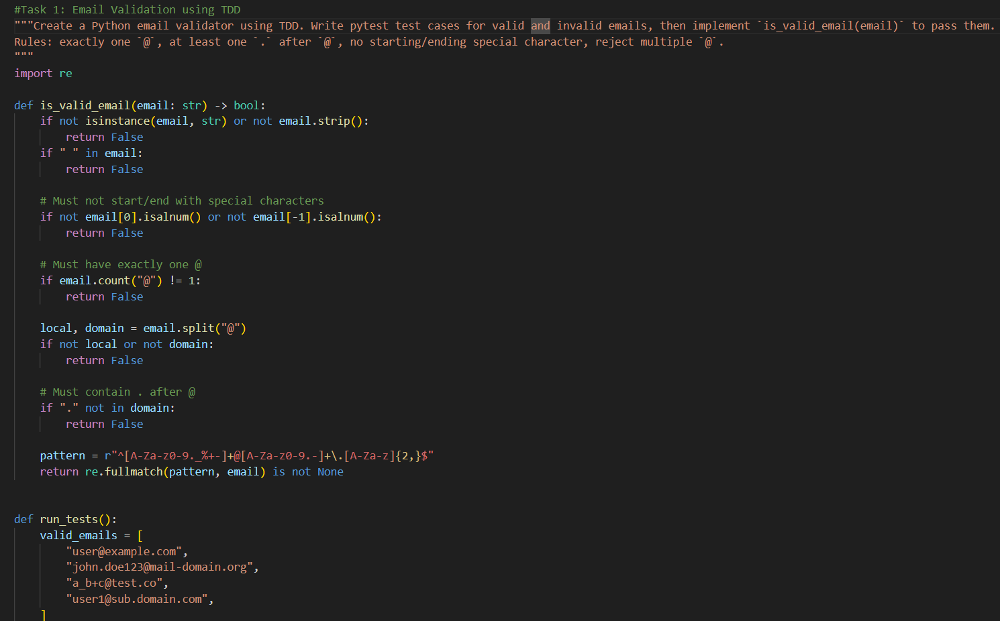 #Task 1: Email Validation using TDD
"""Create a Python email validator using TDD. Write pytest test cases for valid and invalid emails, then implement `is_valid_email(email)` to pass them.
Rules: exactly one `@`, at least one `.` after `@`, no starting/ending special character, reject multiple `@`.
"""
import re

def is_valid_email(email: str) -> bool:
    if not isinstance(email, str) or not email.strip():
        return False
    if " " in email:
        return False

    # Must not start/end with special characters
    if not email[0].isalnum() or not email[-1].isalnum():
        return False

    # Must have exactly one @
    if email.count("@") != 1:
        return False

    local, domain = email.split("@")
    if not local or not domain:
        return False

    # Must contain . after @
    if "." not in domain:
        return False

    pattern = r"^[A-Za-z0-9._%+-]+@[A-Za-z0-9.-]+\.[A-Za-z]{2,}$"
    return re.fullmatch(pattern, email) is not None


def run_tests():
    valid_emails = [
        "user@example.com",
        "john.doe123@mail-domain.org",
        "a_b+c@test.co",
        "user1@sub.domain.com",
    ]